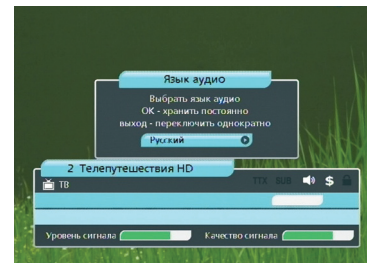 Язык аудио
Выбрать язык аудио
ОК - хранить постоянно
выход - переключить однократно
Русский
2 Телепутешествия HD
ТВ
TTX SUB $
Уровень сигнала
Качество сигнала